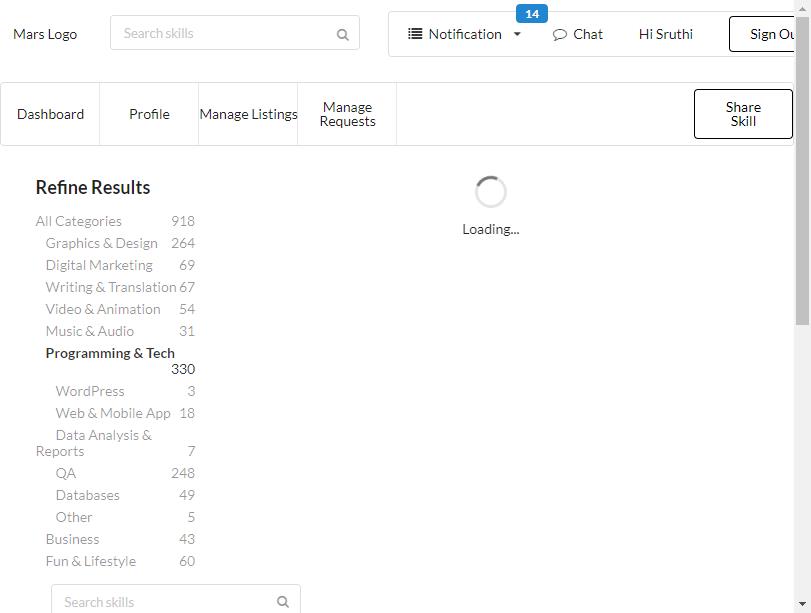 14
Mars Logo
Search skills
Notification
Chat
Hi Sruthi
Sign Ou
Dashboard
Profile
Manage Listings
Manage
Requests
Share
Skill
Refine Results
Loading...
All Categories 918
Graphics & Design 264
Digital Marketing 69
Writing & Translation 67
Video & Animation 54
Music & Audio 31
Programming & Tech
330
WordPress 3
Web & Mobile App 18
Data Analysis &
Reports 7
QA 248
Databases 49
Other 5
Business 43
Fun & Lifestyle 60
Search skills